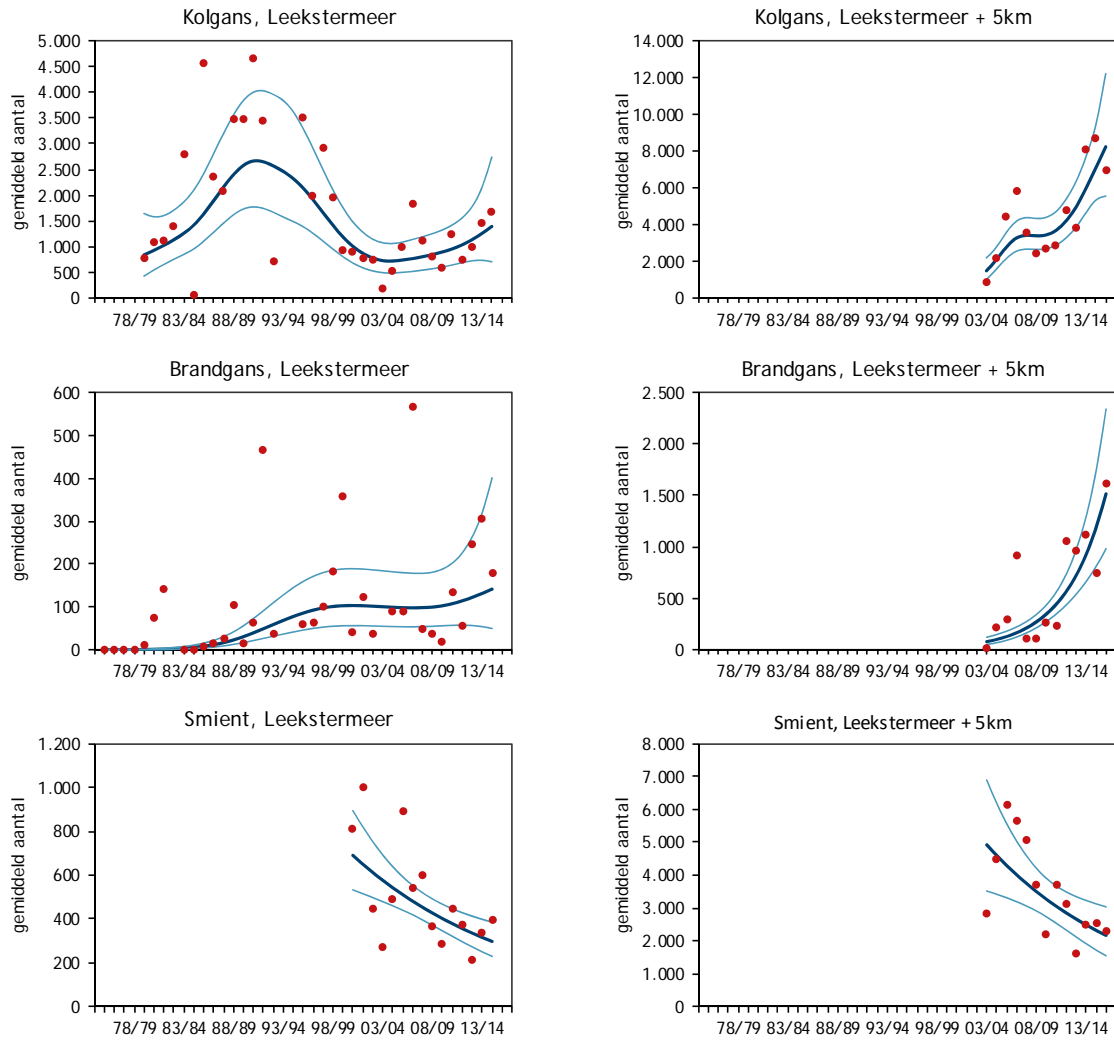 Kolgans, Leekstermeer
gemiddeld aantal
5.000
4.500
4.000
3.500
3.000
2.500
2.000
1.500
1.000
500
0
78/79 83/84 88/89 93/94 98/99 03/04 08/09 13/14
Kolgans, Leekstermeer + 5km
gemiddeld aantal
14.000
12.000
10.000
8.000
6.000
4.000
2.000
0
78/79 83/84 88/89 93/94 98/99 03/04 08/09 13/14
Brandgans, Leekstermeer
gemiddeld aantal
600
500
400
300
200
100
0
78/79 83/84 88/89 93/94 98/99 03/04 08/09 13/14
Brandgans, Leekstermeer + 5km
gemiddeld aantal
2.500
2.000
1.500
1.000
500
0
78/79 83/84 88/89 93/94 98/99 03/04 08/09 13/14
Smient, Leekstermeer
gemiddeld aantal
1.200
1.000
800
600
400
200
0
78/79 83/84 88/89 93/94 98/99 03/04 08/09 13/14
Smient, Leekstermeer + 5km
gemiddeld aantal
8.000
7.000
6.000
5.000
4.000
3.000
2.000
1.000
0
78/79 83/84 88/89 93/94 98/99 03/04 08/09 13/14